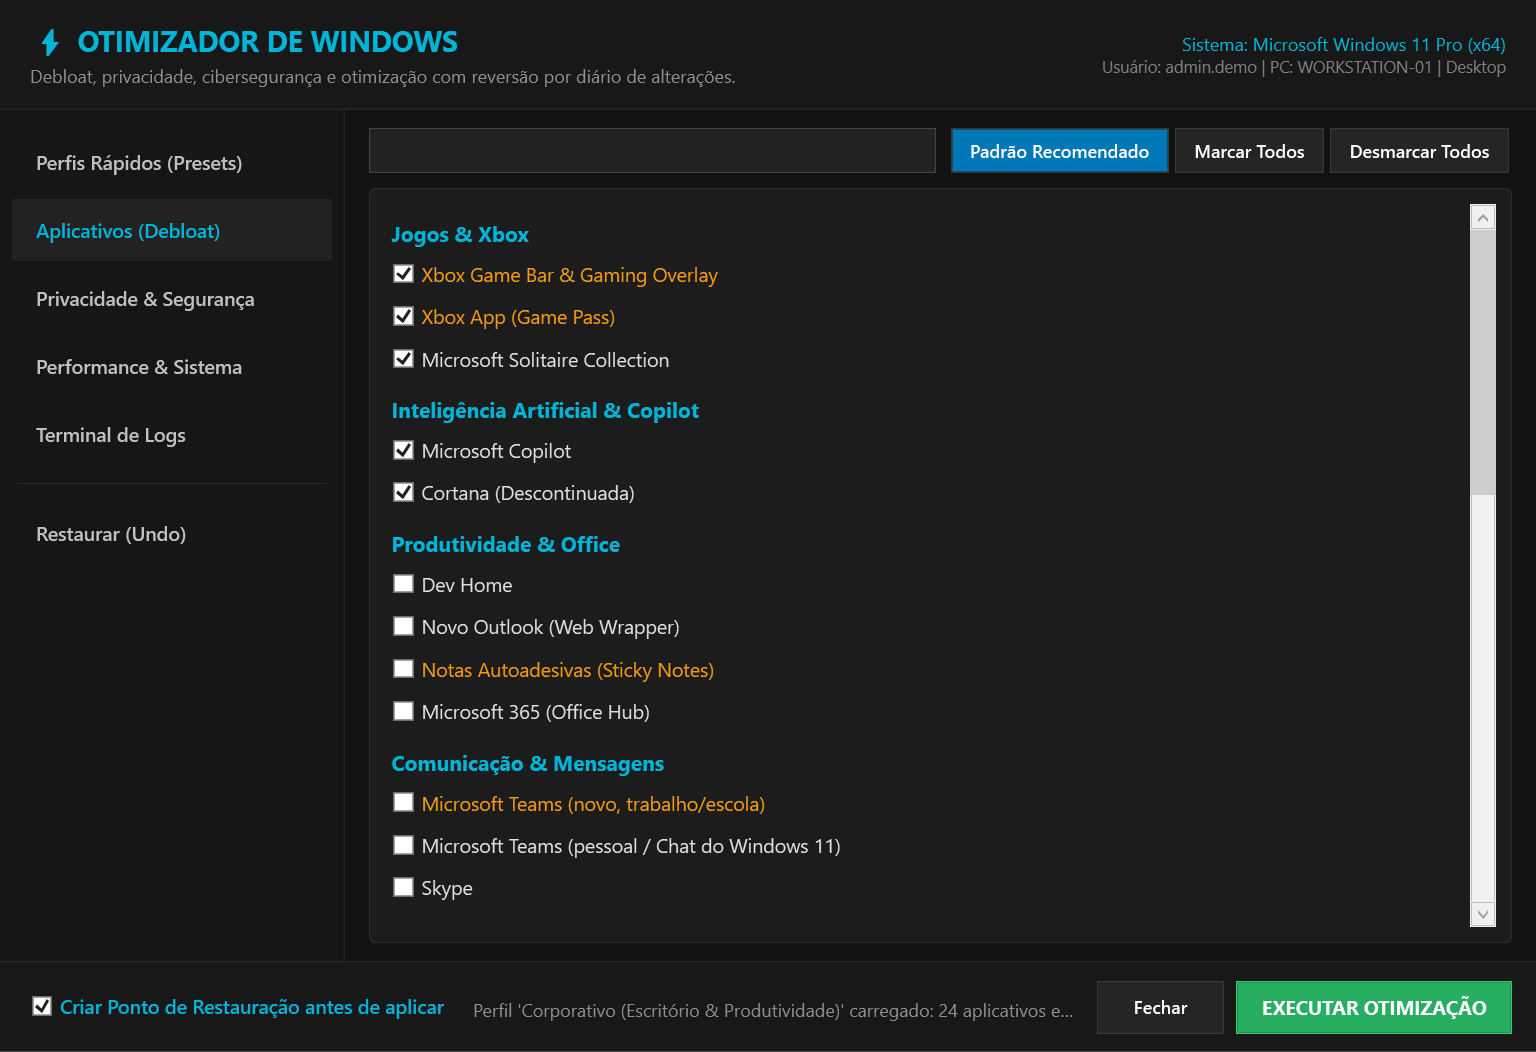 OTIMIZADOR DE WINDOWS
Debloat, privacidade, cibersegurança e otimização com reversão por diário de alterações.
Sistema: Microsoft Windows 11 Pro (x64)
Usuário: admin.demo | PC: WORKSTATION-01 | Desktop
Perfis Rápidos (Presets)
Aplicativos (Debloat)
Privacidade & Segurança
Performance & Sistema
Terminal de Logs
Restaurar (Undo)
Padrão Recomendado
Marcar Todos
Desmarcar Todos
Jogos & Xbox
Xbox Game Bar & Gaming Overlay
Xbox App (Game Pass)
Microsoft Solitaire Collection
Inteligência Artificial & Copilot
Microsoft Copilot
Cortana (Descontinuada)
Produtividade & Office
Dev Home
Novo Outlook (Web Wrapper)
Notas Autoadesivas (Sticky Notes)
Microsoft 365 (Office Hub)
Comunicação & Mensagens
Microsoft Teams (novo, trabalho/escola)
Microsoft Teams (pessoal / Chat do Windows 11)
Skype
Criar Ponto de Restauração antes de aplicar
Perfil 'Corporativo (Escritório & Produtividade)' carregado: 24 aplicativos e...
Fechar
EXECUTAR OTIMIZAÇÃO